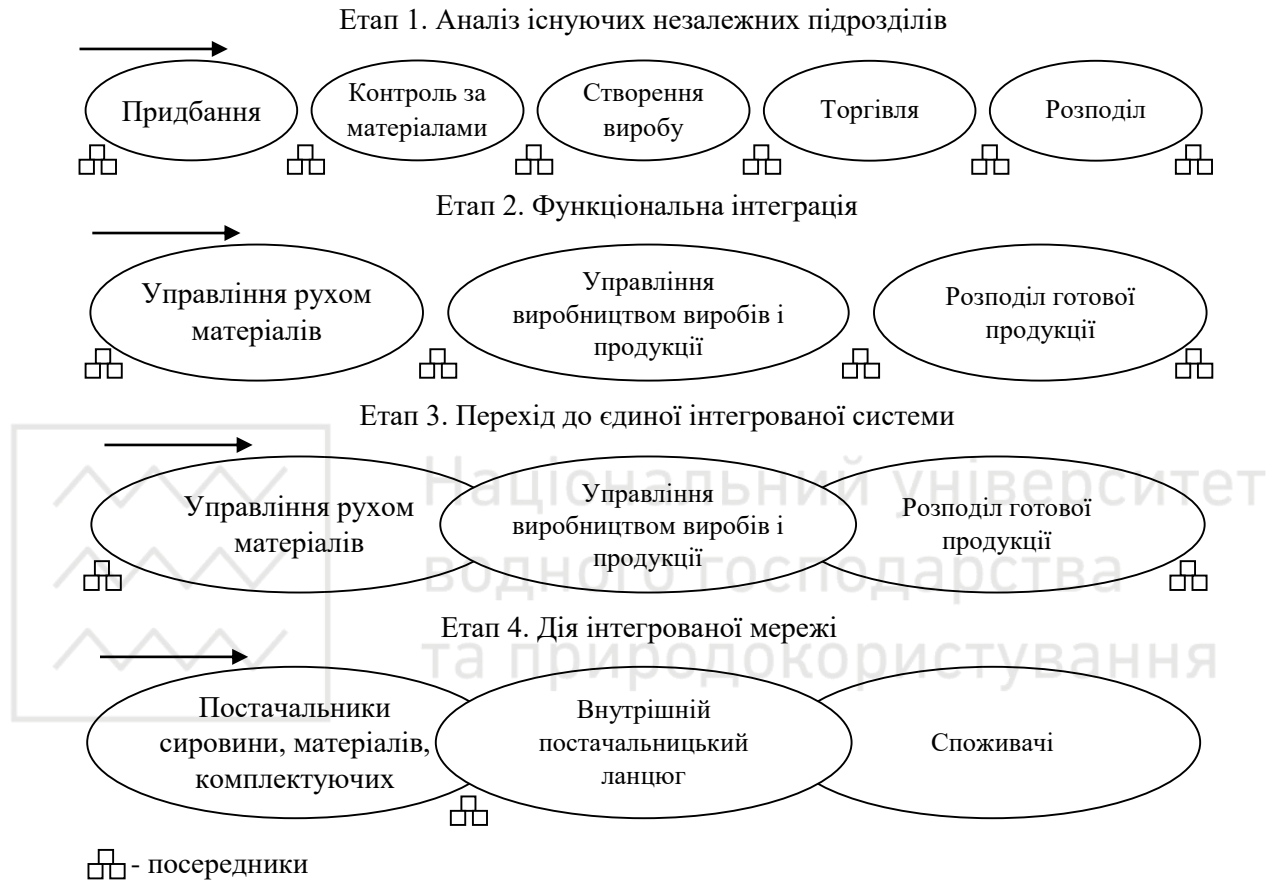 Етап 1. Аналіз існуючих незалежних підрозділів
Придбання
Контроль за
матеріалами
Створення
виробу
Торгівля
Розподіл
Етап 2. Функціональна інтеграція
Управління рухом
матеріалів
Управління
виробництвом виробів і
продукції
Розподіл готової
продукції
Етап 3. Перехід до єдиної інтегрованої системи
Національний університет
водного господарства
та природокористування
Управління рухом
матеріалів
Управління
виробництвом виробів і
продукції
Розподіл готової
продукції
Етап 4. Дія інтегрованої мережі
Постачальники
сировини, матеріалів,
комплектуючих
Внутрішній
постачальницький
ланцюг
Споживачі
- посередники